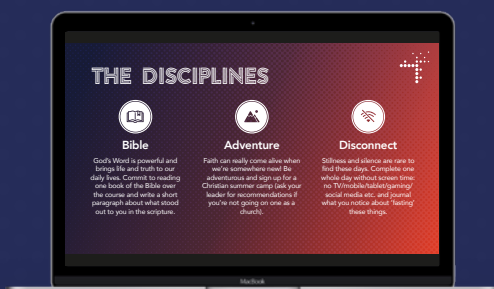 THE DISCIPLINES
Bible
God's Word is powerful and
brings life and truth to our
daily lives. Commit to reading
one book of the Bible over
the course and write a short
paragraph about what stood
out to you in the scripture.
Adventure
Faith can really come alive when
we're somewhere new! Be
adventurous and sign up for a
Christian summer camp (ask your
leader for recommendations if
you're not going on one as a
church).
Disconnect
Stillness and silence are rare to
find these days. Complete one
whole day without screen time:
no TV/mobile/tablet/gaming/
social media etc. and journal
what you notice about 'fasting'
these things.
MacBook